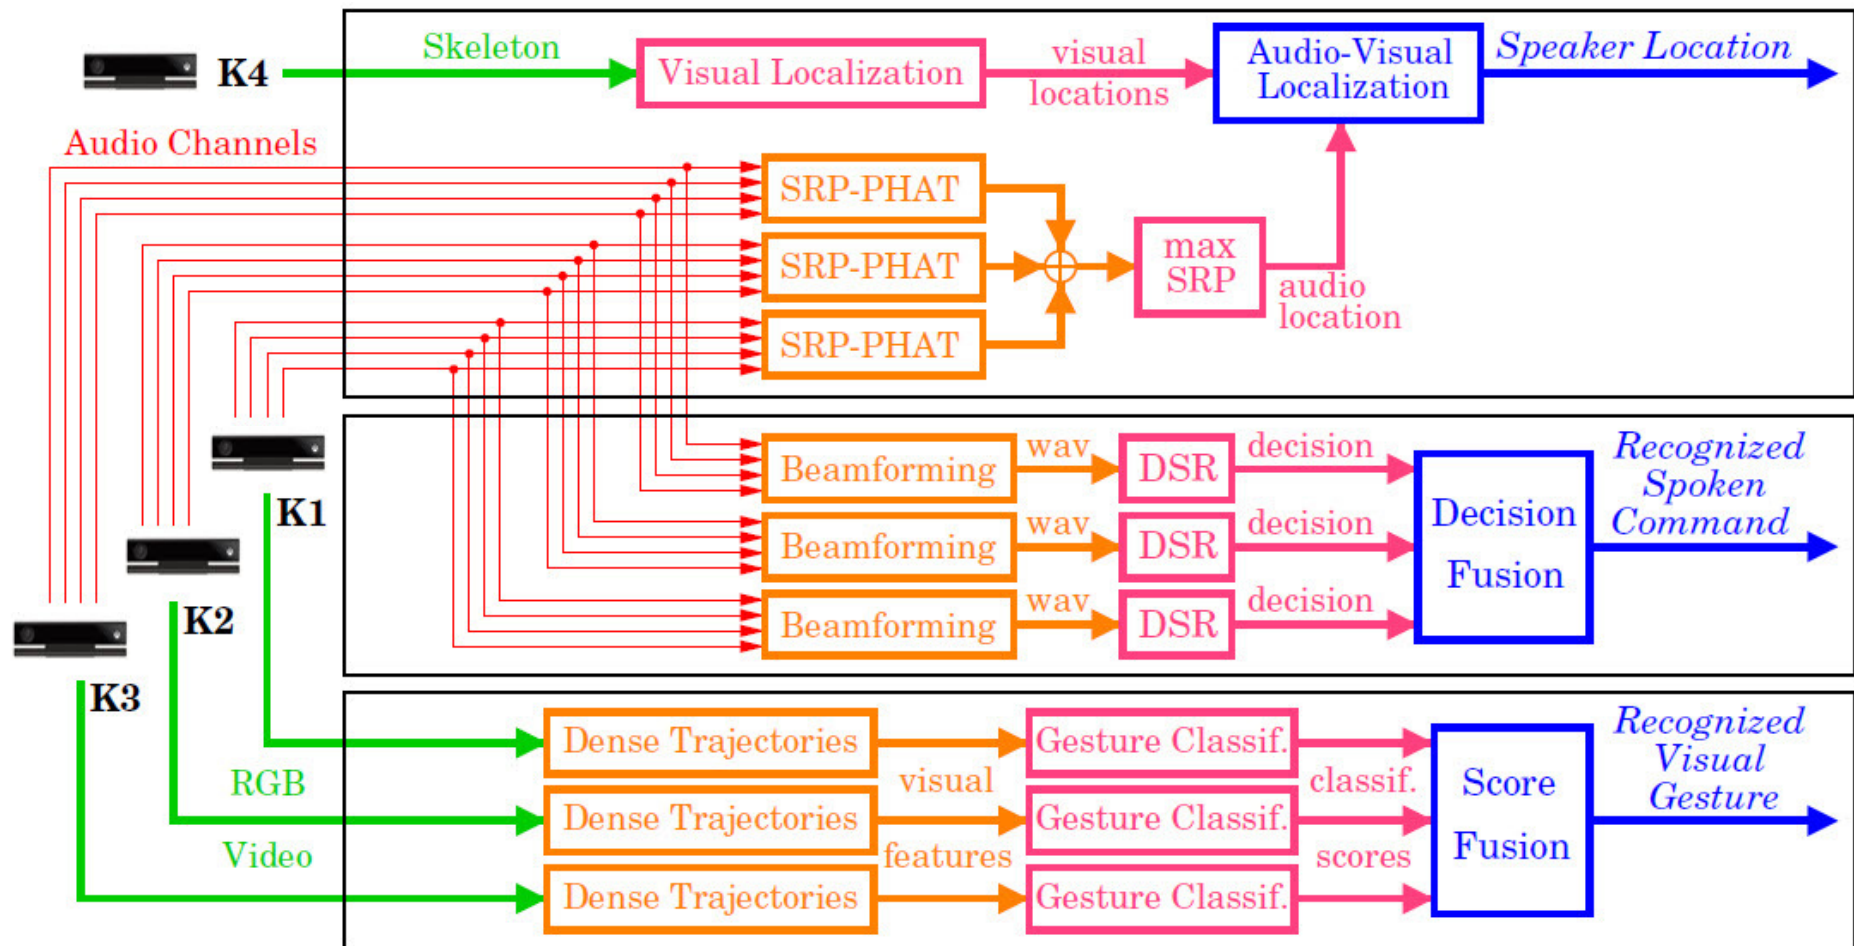 K4
Skeleton
Visual Localization
visual
locations
Audio-Visual
Localization
Speaker Location
Audio Channels
SRP-PHAT
SRP-PHAT
SRP-PHAT
max
SRP
audio
location
K1
K2
K3
Beamforming
wav
DSR
decision
Beamforming
wav
DSR
decision
Beamforming
wav
DSR
decision
Decision
Fusion
Recognized
Spoken
Command
RGB
Video
Dense Trajectories
Dense Trajectories
Dense Trajectories
visual
features
Gesture Classif.
Gesture Classif.
Gesture Classif.
classif.
scores
Score
Fusion
Recognized
Visual
Gesture